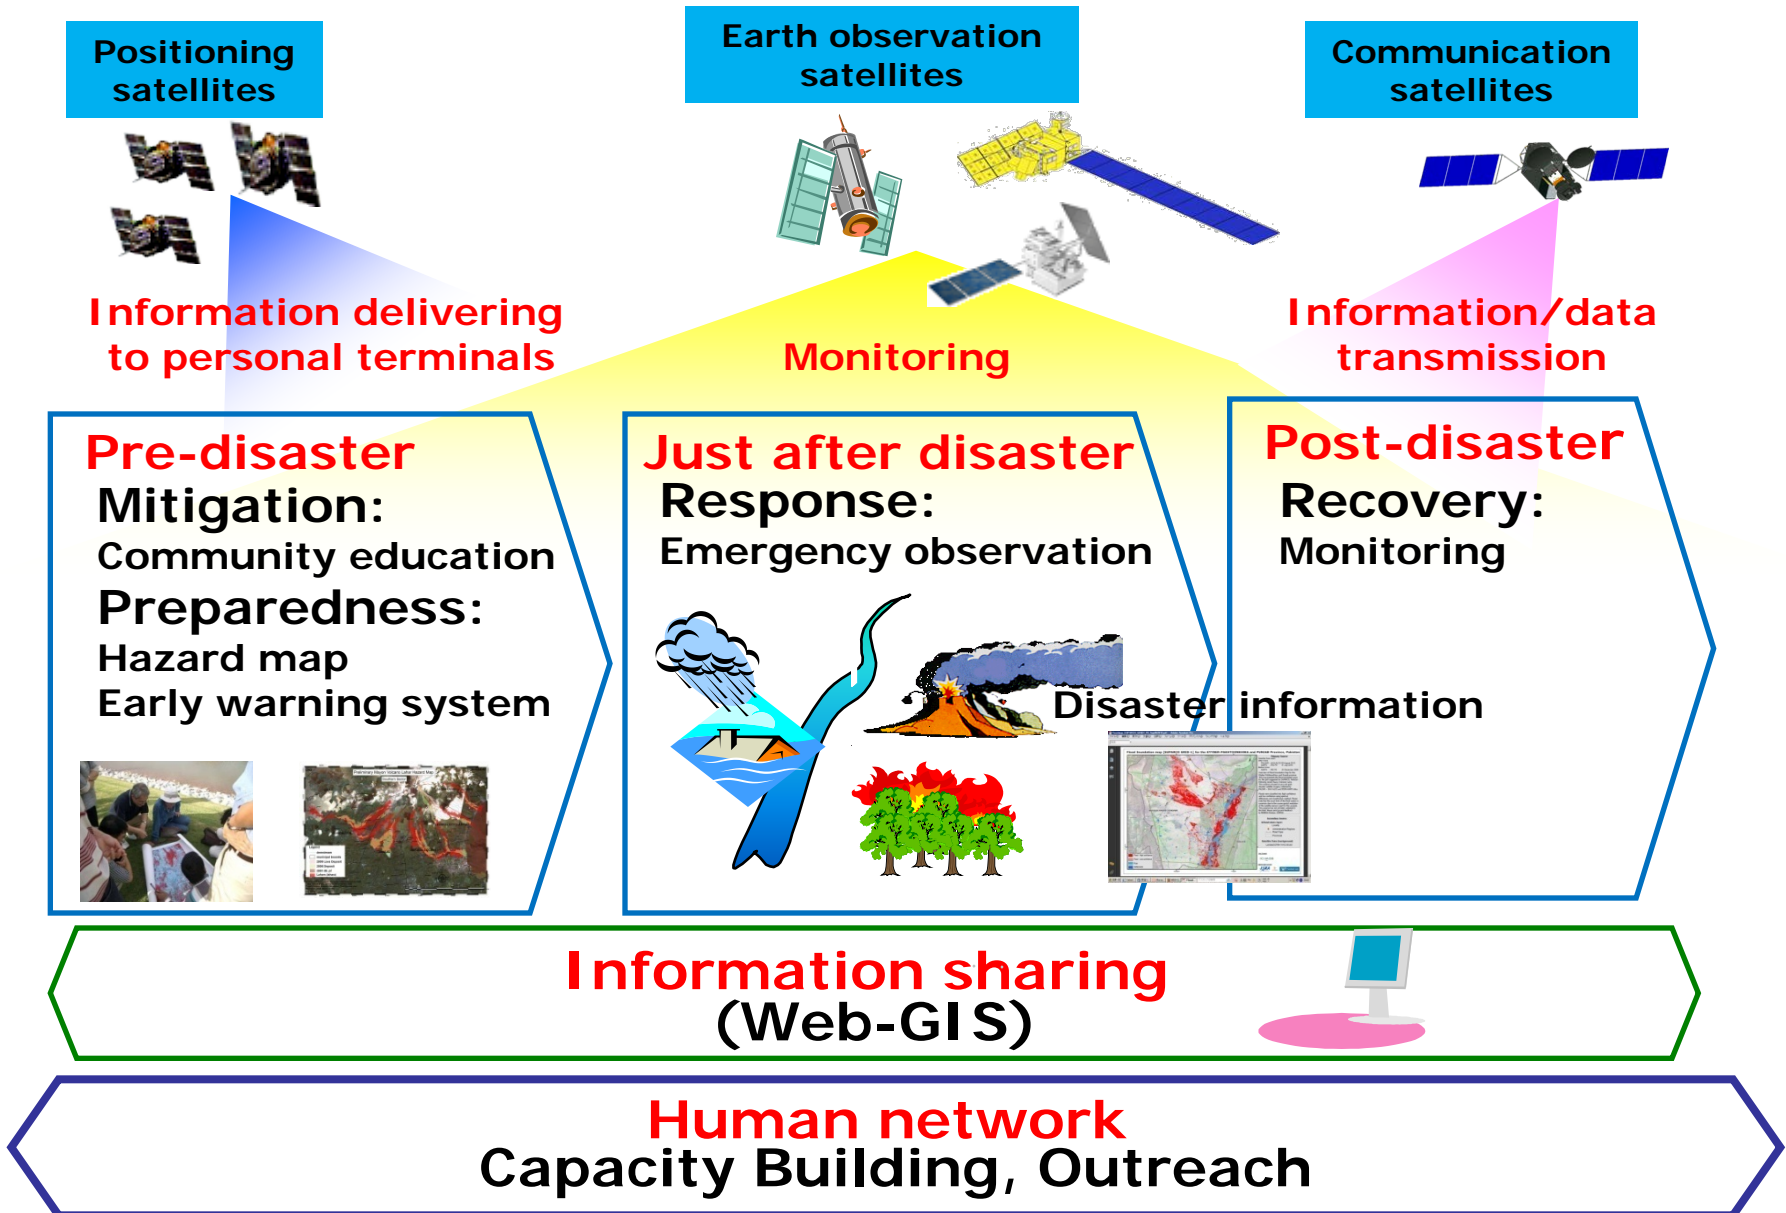 Positioning
satellites
Earth observation
satellites
Communication
satellites
Information delivering
to personal terminals
Monitoring
Information/data
transmission
Pre-disaster
Mitigation:
Community education
Preparedness:
Hazard map
Early warning system
Just after disaster
Response:
Emergency observation
Disaster information
Post-disaster
Recovery:
Monitoring
Information sharing
(Web-GIS)
Human network
Capacity Building, Outreach